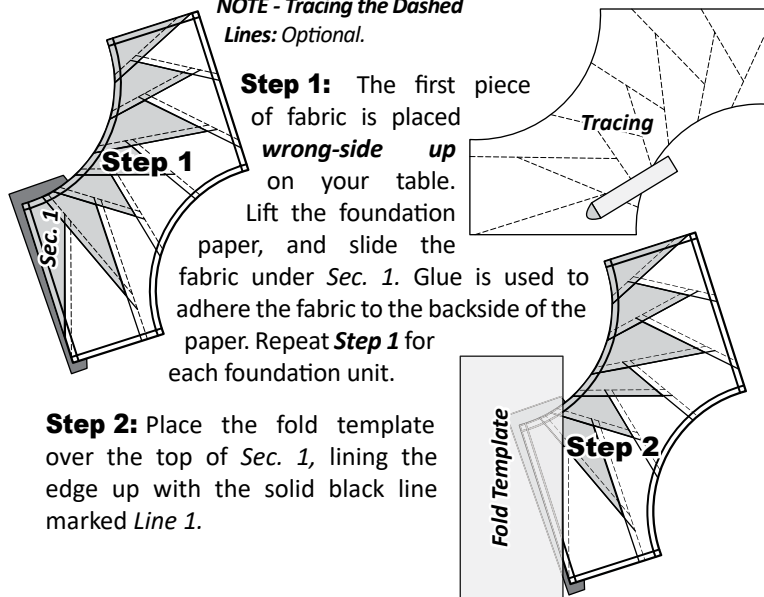 NOTE - Tracing the Dashed
Lines: Optional.
Step 1: The first piece
of fabric is placed
wrong-side up
on your table.
Lift the foundation
paper, and slide the
fabric under Sec. 1. Glue is used to
adhere the fabric to the backside of the
paper. Repeat Step 1 for
each foundation unit.
Step 1
Sec. 1
Tracing
Step 2: Place the fold template
over the top of Sec. 1, lining the
edge up with the solid black line
marked Line 1.
Fold Template
Step 2